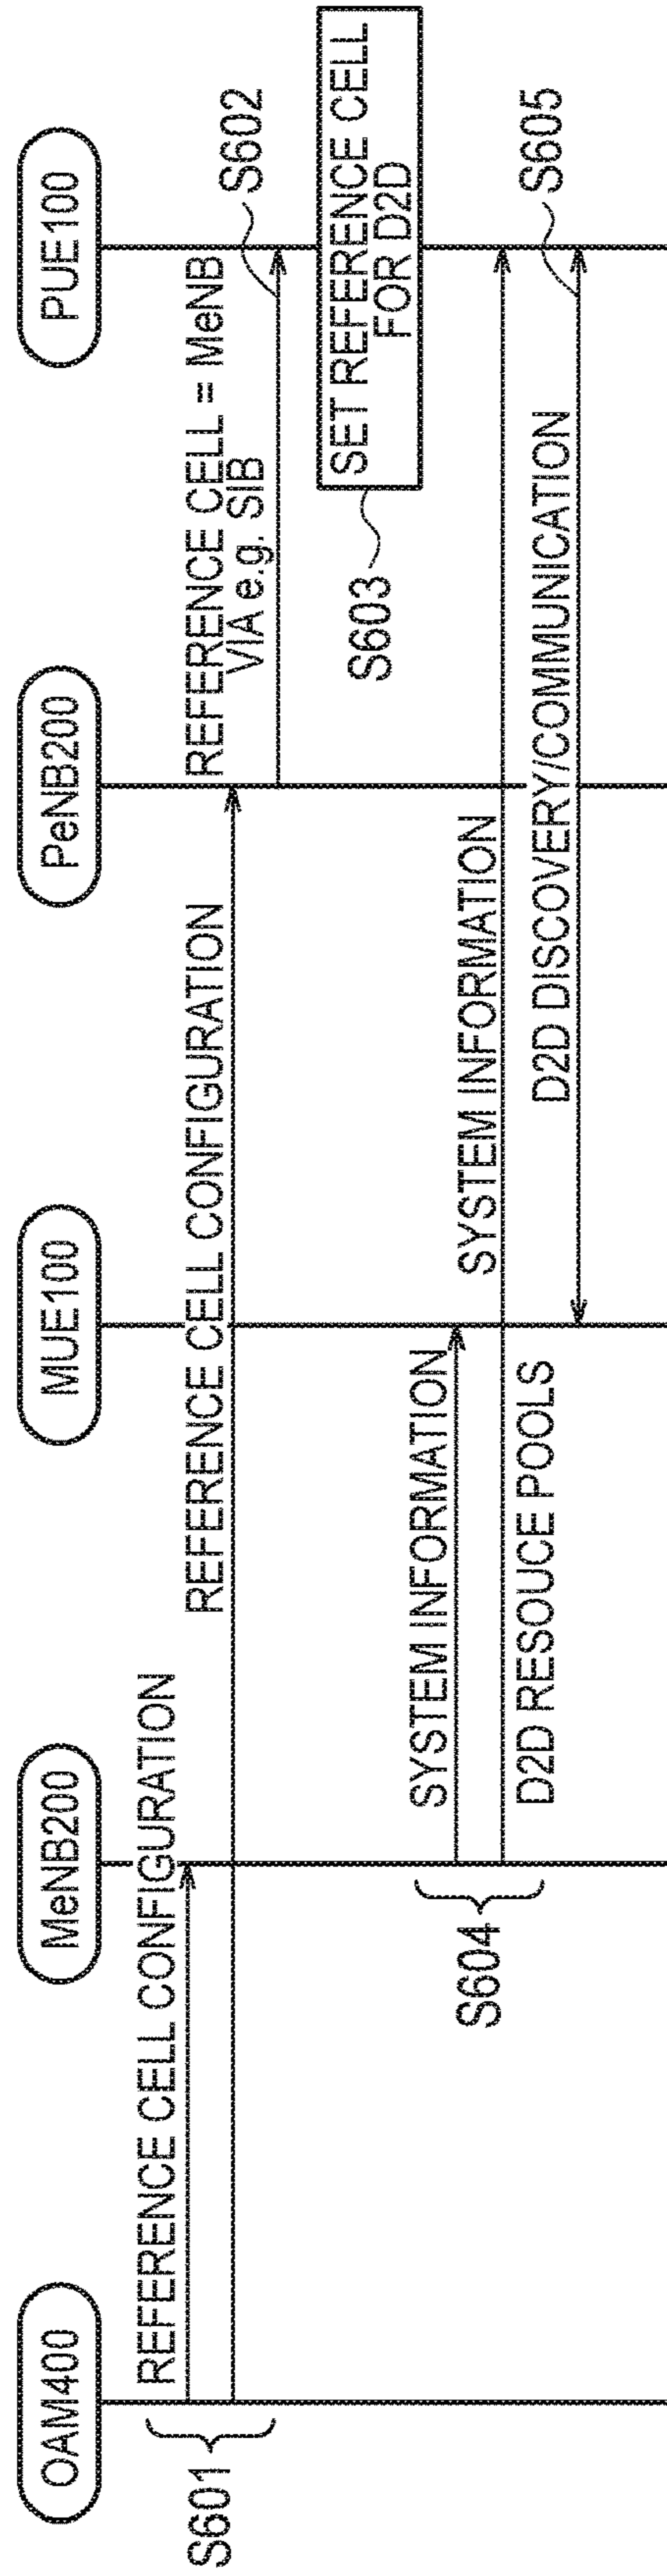 OAM400
MeNB200
MUE100
PeNB200
PUE100
S601
REFERENCE CELL CONFIGURATION
REFERENCE CELL CONFIGURATION
REFERENCE CELL = MeNB
VIA e.g. SIB
S602
S603
SET REFERENCE CELL
FOR D2D
S604
SYSTEM INFORMATION
SYSTEM INFORMATION
D2D RESOUCE POOLS
D2D DISCOVERY/COMMUNICATION
S605